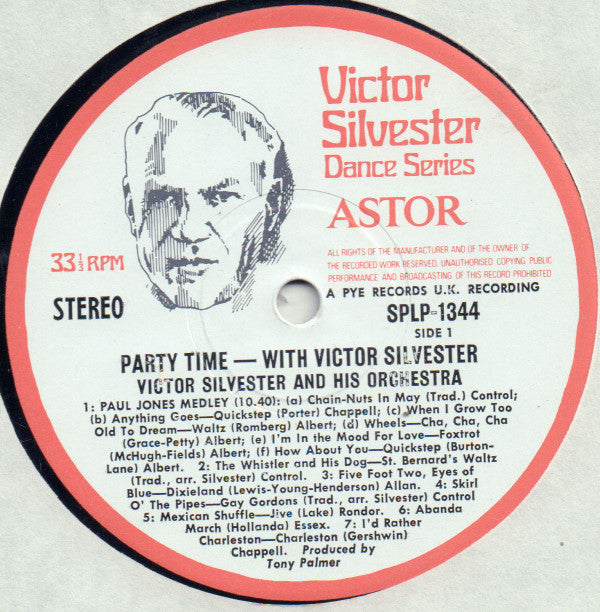 Victor
Silvester
Dance Series
ASTOR
33 1/3 RPM
STEREO
ALL RIGHTS OF THE MANUFACTURER AND OF THE OWNER OF
THE RECORDED WORK RESERVED. UNAUTHORISED COPYING PUBLIC
PERFORMANCE AND BROADCASTING OF THIS RECORD PROHIBITED
A PYE RECORDS U.K. RECORDING
SPLP-1344
SIDE 1
PARTY TIME — WITH VICTOR SILVESTER
VICTOR SILVESTER AND HIS ORCHESTRA
1: PAUL JONES MEDLEY (10.40): (a) Chain-Nuts In May (Trad.) Control;
(b) Anything Goes—Quickstep (Porter) Chappell; (c) When I Grow Too
Old To Dream—Waltz (Romberg) Albert; (d) Wheels—Cha, Cha, Cha
(Grace-Petty) Albert; (e) I'm In the Mood For Love—Foxtrot
(McHugh-Fields) Albert; (f) How About You—Quickstep (Burton-
Lane) Albert. 2: The Whistler and His Dog—St. Bernard's Waltz
(Trad., arr. Silvester) Control. 3: Five Foot Two, Eyes of
Blue—Dixieland (Lewis-Young-Henderson) Allan. 4: Skirl
O' The Pipes—Gay Gordons (Trad., arr. Silvester) Control
5: Mexican Shuffle—Jive (Lake) Rondor. 6: Abanda
March (Hollanda) Essex. 7: I'd Rather
Charleston—Charleston (Gershwin)
Chappell. Produced by
Tony Palmer